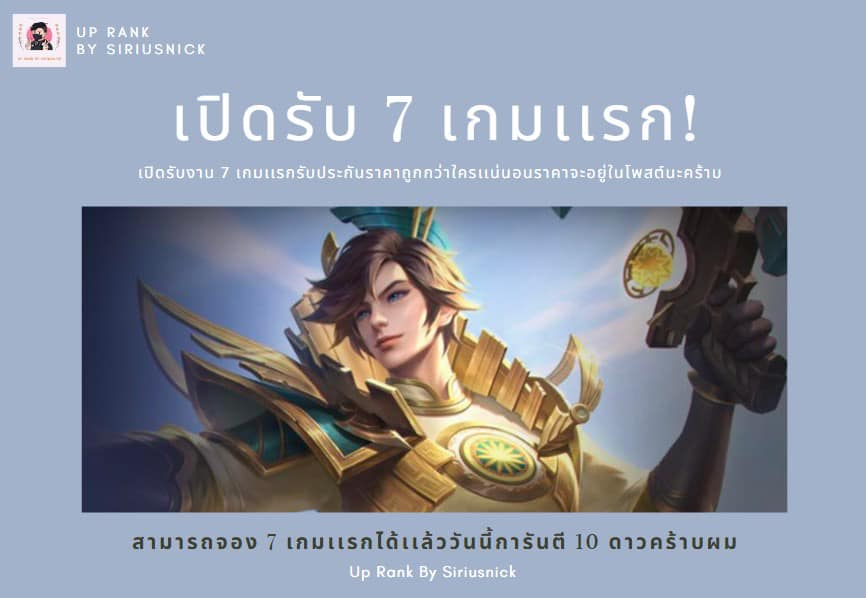 UP RANK
BY SIRIUSNICK
เปิดรับ 7 เกมแรก!
เปิดรับงาน 7 เกมแรกรับประกันราคาถูกกว่าใครแน่นอนราคาจะอยู่ในโพสต์นะคร้าบ
สามารถจอง 7 เกมแรกได้แล้ววันนี้การันตี 10 ดาวคร้าบผม
Up Rank By Siriusnick